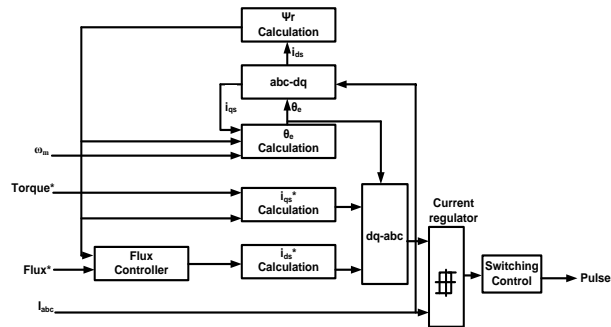 Ψr
Calculation
ids
abc-dq
iqs
θe
θe
Calculation
ωm
Torque*
iqs*
Calculation
Current
regulator
dq-abc
Flux
Controller
ids*
Calculation
Switching
Control
Pulse
Flux*
Iabc